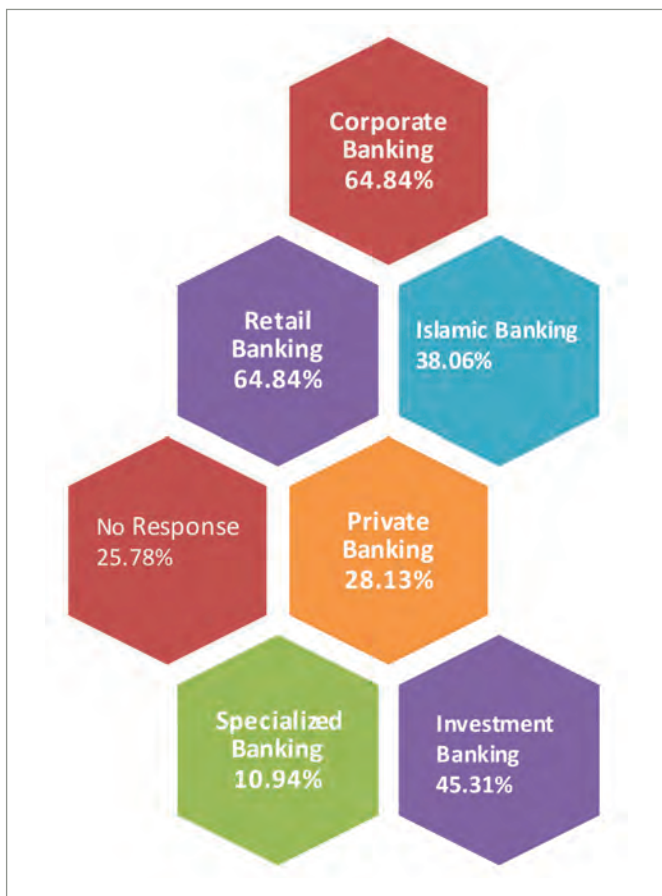 Corporate
Banking
64.84%
Retail
Banking
64.84%
Islamic Banking
38.06%
No Response
25.78%
Private
Banking
28.13%
Specialized
Banking
10.94%
Investment
Banking
45.31%